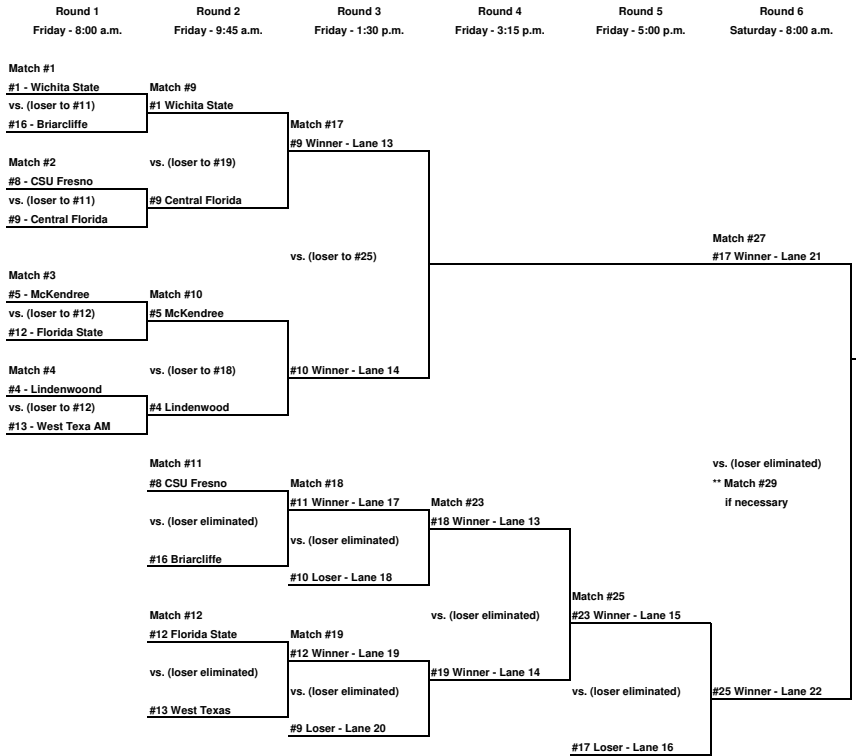 Round 1 Round 2 Round 3 Round 4 Round 5 Round 6
Friday - 8:00 a.m. Friday - 9:45 a.m. Friday - 1:30 p.m. Friday - 3:15 p.m. Friday - 5:00 p.m. Saturday - 8:00 a.m.
Match #1
#1 - Wichita State Match #9
vs. (loser to #11) #1 Wichita State
#16 - Briarcliffe Match #17
#9 Winner - Lane 13
Match #2 vs. (loser to #19)
#8 - CSU Fresno
vs. (loser to #11) #9 Central Florida
#9 - Central Florida
Match #27
vs. (loser to #25) #17 Winner - Lane 21
Match #3
#5 - McKendree Match #10
vs. (loser to #12) #5 McKendree
#12 - Florida State
Match #4 vs. (loser to #18) #10 Winner - Lane 14
#4 - Lindenwoond
vs. (loser to #12) #4 Lindenwood
#13 - West Texa AM
Match #11 vs. (loser eliminated)
#8 CSU Fresno Match #18 ** Match #29
#11 Winner - Lane 17 Match #23 if necessary
vs. (loser eliminated) #18 Winner - Lane 13
vs. (loser eliminated)
#16 Briarcliffe
#10 Loser - Lane 18
Match #25
Match #12 vs. (loser eliminated) #23 Winner - Lane 15
#12 Florida State Match #19
#12 Winner - Lane 19
vs. (loser eliminated) #19 Winner - Lane 14
vs. (loser eliminated) vs. (loser eliminated) #25 Winner - Lane 22
#13 West Texas
#9 Loser - Lane 20
#17 Loser - Lane 16